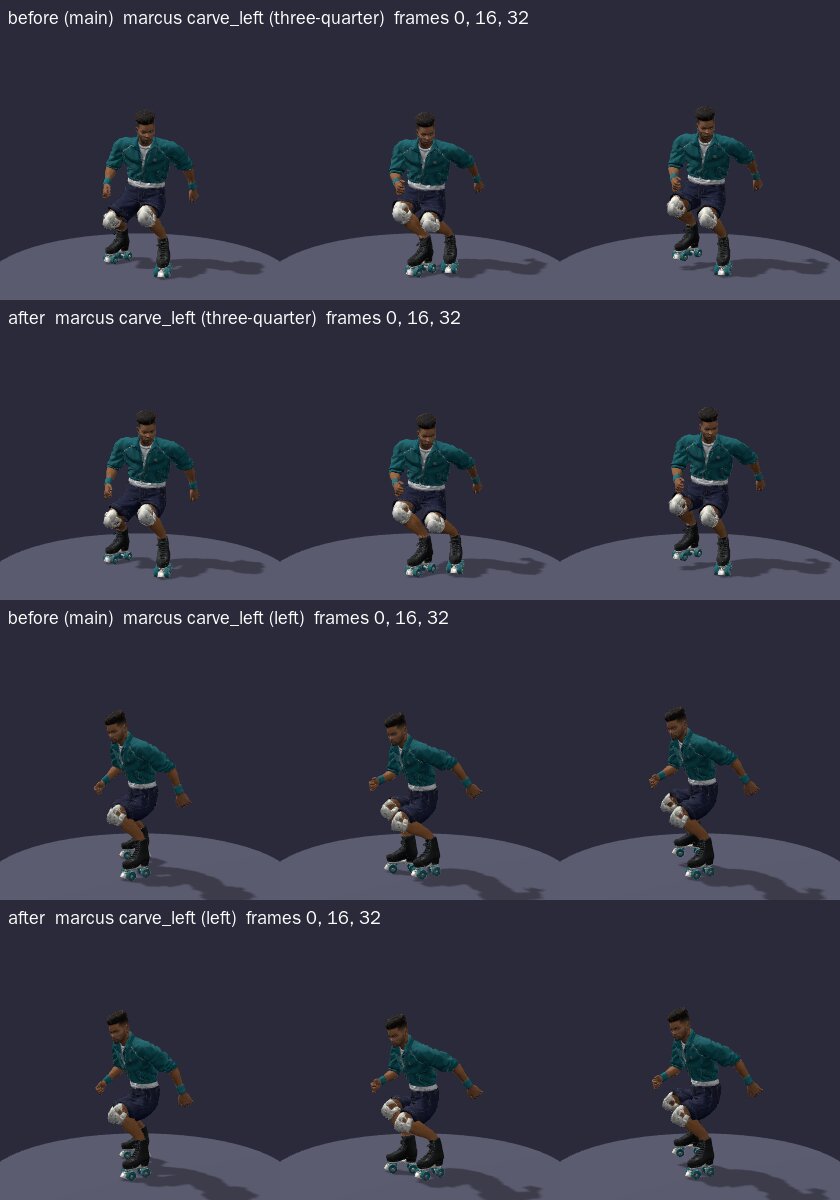 before (main)  marcus carve_left (three-quarter)  frames 0, 16, 32
after  marcus carve_left (three-quarter)  frames 0, 16, 32
before (main)  marcus carve_left (left)  frames 0, 16, 32
after  marcus carve_left (left)  frames 0, 16, 32